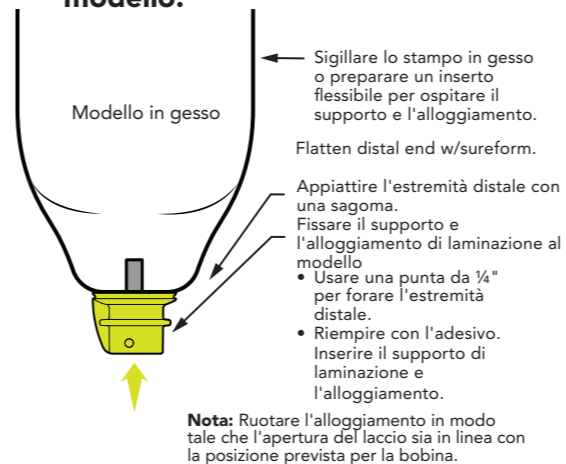 modello.
Sigillare lo stampo in gesso
o preparare un inserto
flessibile per ospitare il
supporto e l'alloggiamento.
Modello in gesso
Flatten distal end w/sureform.
Appiattire l'estremità distale con
una sagoma.
Fissare il supporto e
l'alloggiamento di laminazione al
modello
• Usare una punta da ¼"
per forare l'estremità
distale.
• Riempire con l'adesivo.
Inserire il supporto di
laminazione e
l'alloggiamento.
Nota: Ruotare l'alloggiamento in modo
tale che l'apertura del laccio sia in linea con
la posizione prevista per la bobina.